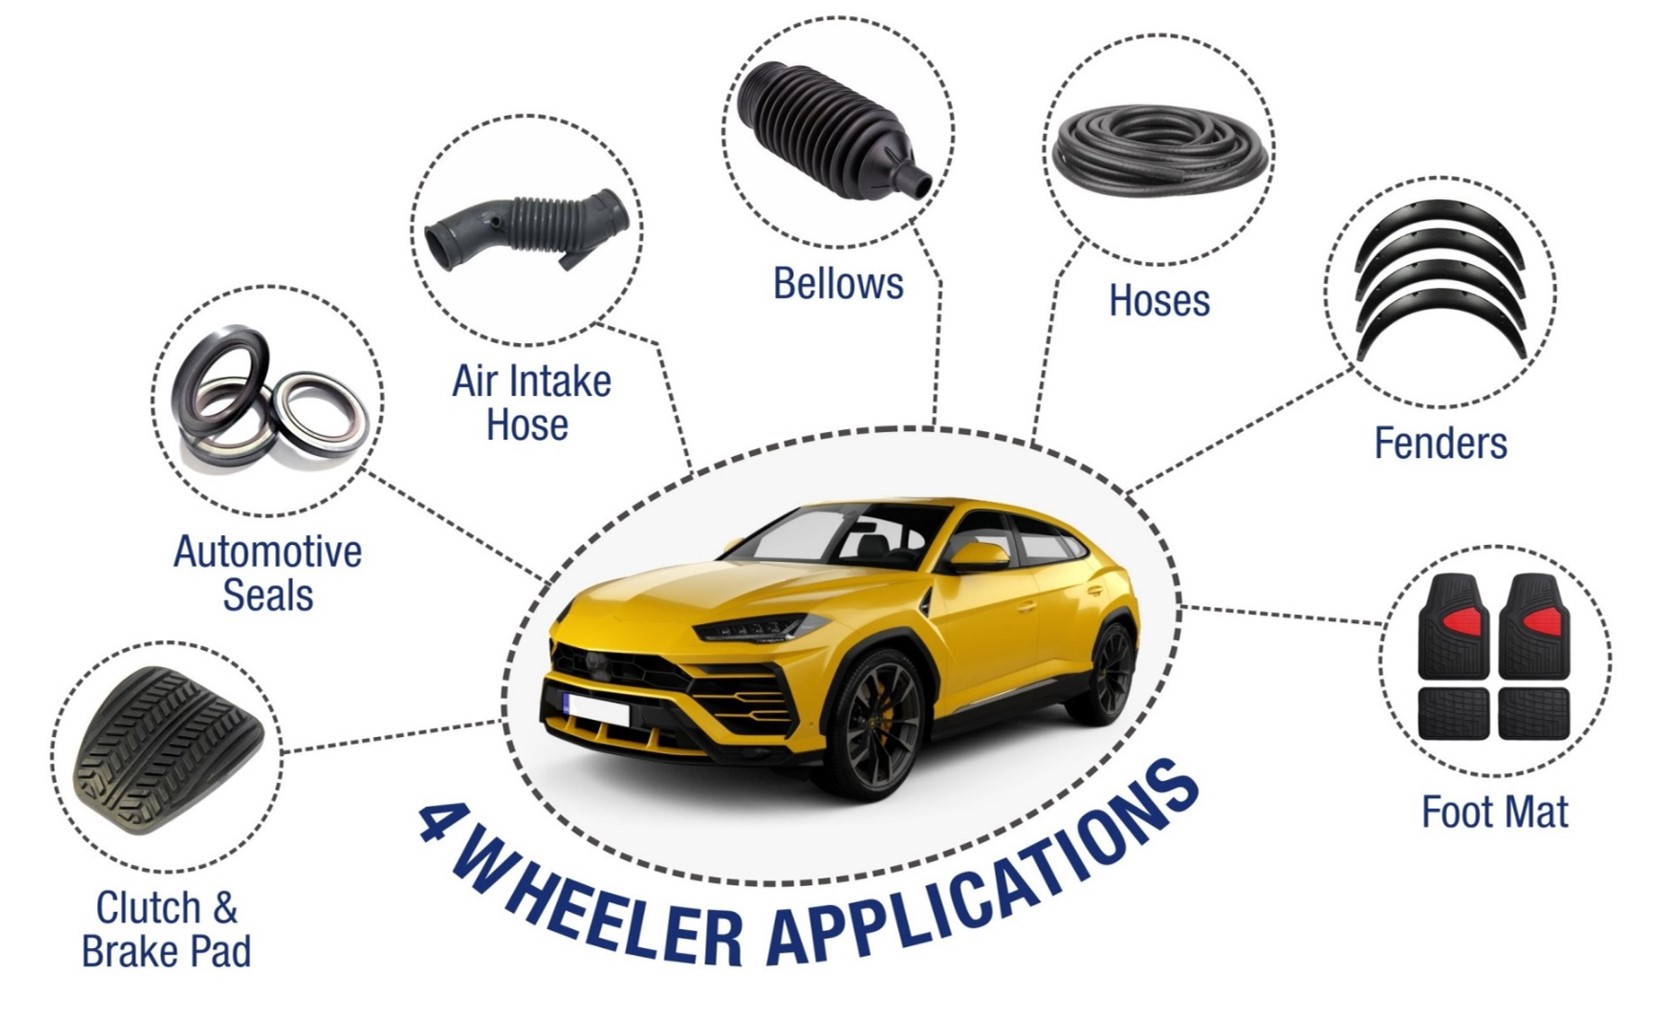 Bellows
Hoses
Air Intake
Hose
Fenders
Automotive
Seals
Foot Mat
Clutch &
Brake Pad
4 WHEELER APPLICATIONS